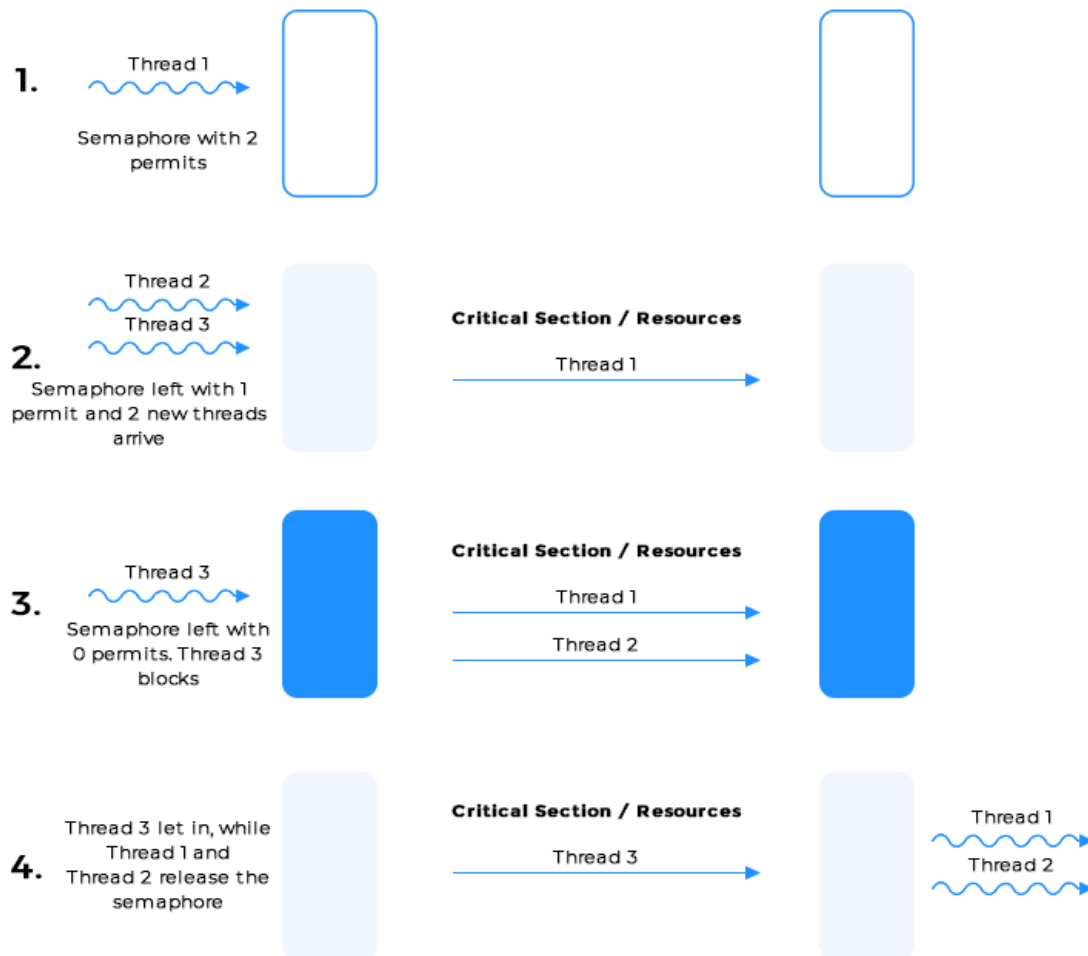 1.
Thread 1
Semaphore with 2
permits
2.
Thread 2
Thread 3
Semaphore left with 1
permit and 2 new threads
arrive
Critical Section / Resources
Thread 1
3.
Thread 3
Semaphore left with
0 permits. Thread 3
blocks
Critical Section / Resources
Thread 1
Thread 2
4.
Thread 3 let in, while
Thread 1 and
Thread 2 release the
semaphore
Critical Section / Resources
Thread 3
Thread 1
Thread 2